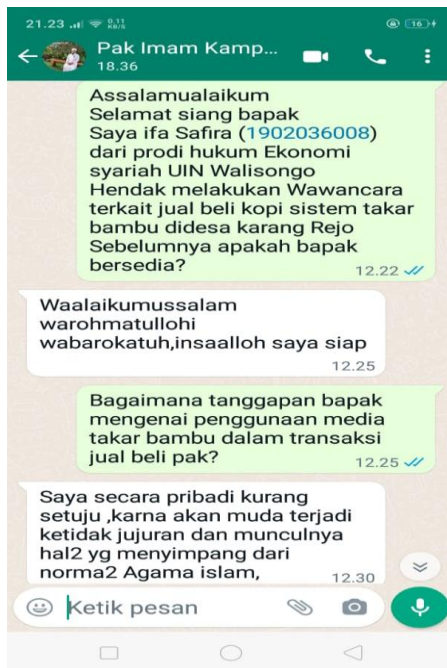 21.23 0,11 KB/S 16
Pak Imam Kamp...
18.36
Assalamualaikum
Selamat siang bapak
Saya ifa Safira (1902036008)
dari prodi hukum Ekonomi
syariah UIN Walisongo
Hendak melakukan Wawancara
terkait jual beli kopi sistem takar
bambu didesa karang Rejo
Sebelumnya apakah bapak
bersedia?
12.22
Waalaikumussalam
warohmatullohi
wabarokatuh,insaalloh saya siap
12.25
Bagaimana tanggapan bapak
mengenai penggunaan media
takar bambu dalam transaksi
jual beli pak?
12.25
Saya secara pribadi kurang
setuju ,karna akan muda terjadi
ketidak jujuran dan munculnya
hal2 yg menyimpang dari
norma2 Agama islam,
12.30
Ketik pesan